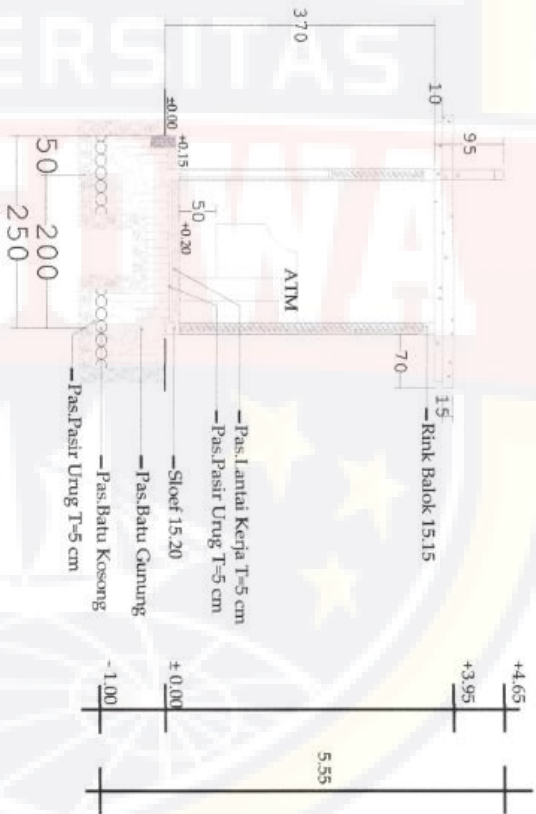 ERSITAS
OWA
370
10
95
±0.00
+0.15
50
+0.20
ATM
70
15
50
200
250
Rink Balok 15.15
Pas.Lantai Kerja T=5 cm
Pas.Pasir Urug T=5 cm
Sloef 15.20
Pas.Batu Gunung
Pas.Batu Kosong
Pas.Pasir Urug T=5 cm
+4.65
+3.95
± 0.00
- 1.00
5.55